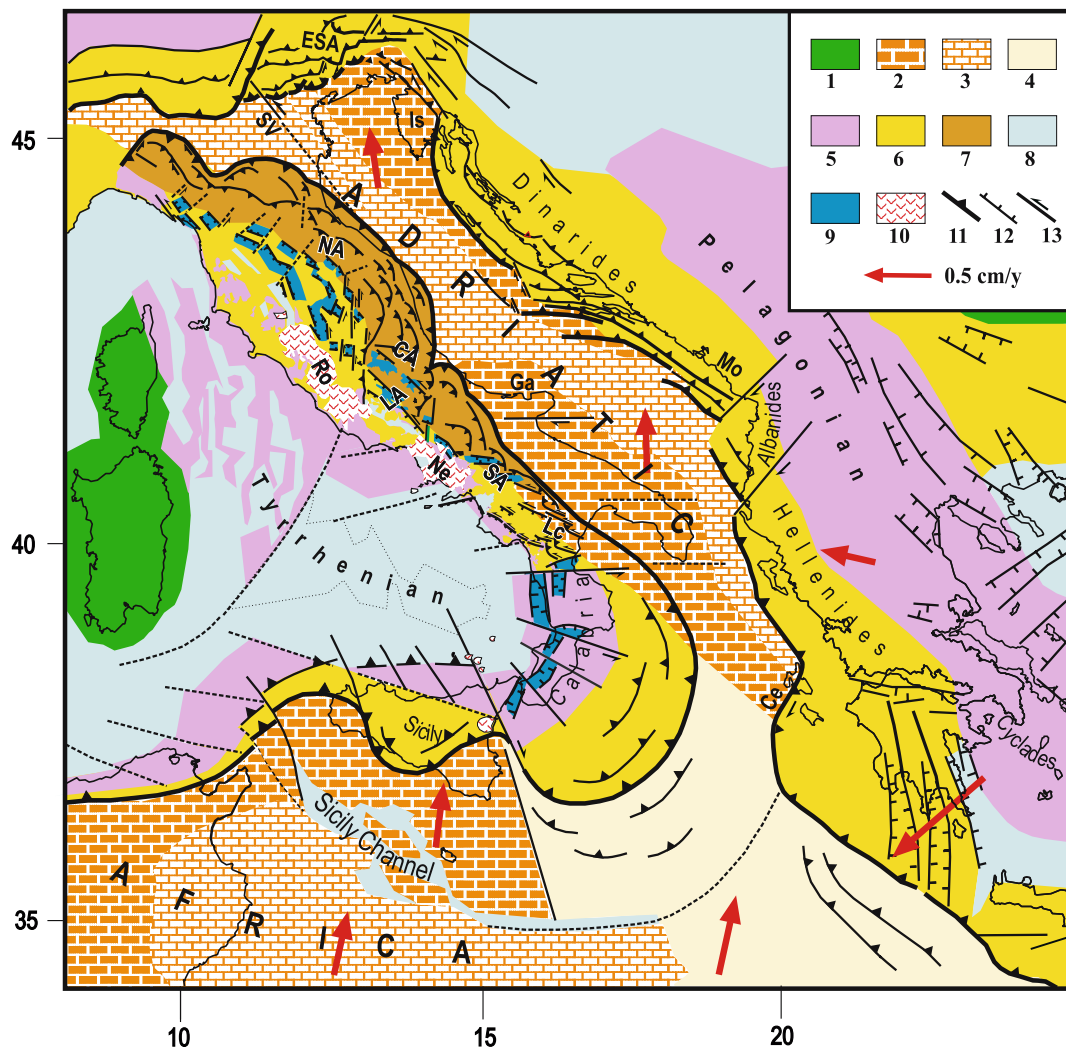 ESA
1
2
3
4
5
6
7
8
9
10
11
12
13
0.5 cm/y
45
40
35
10
15
20
SV
Is
ADRIATIC
Dinarides
Pelagonian
NA
CA
Ro
LA
Ga
Mo
Albanides
Ne
SA
LC
Tyrrhenian
Hellenides
H
Calabria
Ce
Sicily
Cyclades
Sicily Channel
AFRICA